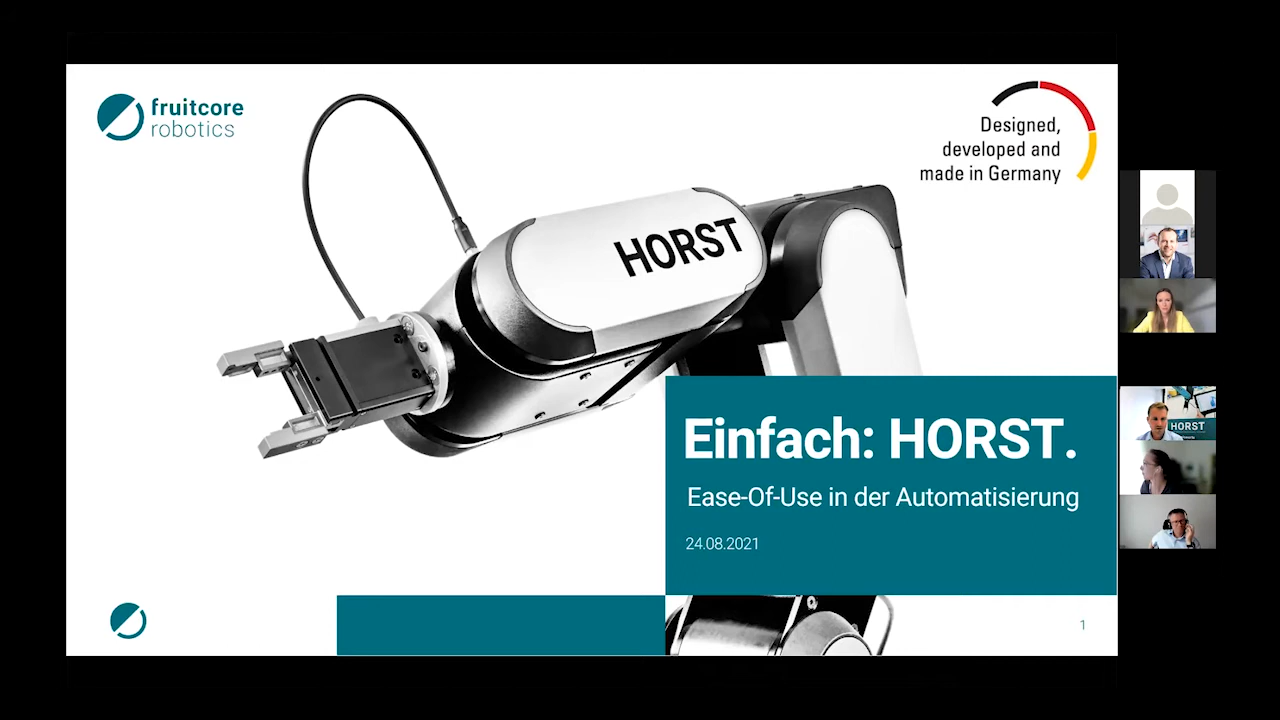 fruitcore
robotics
Designed,
developed and
made in Germany
HORST
Einfach: HORST.
Ease-Of-Use in der Automatisierung
24.08.2021
1
HORST